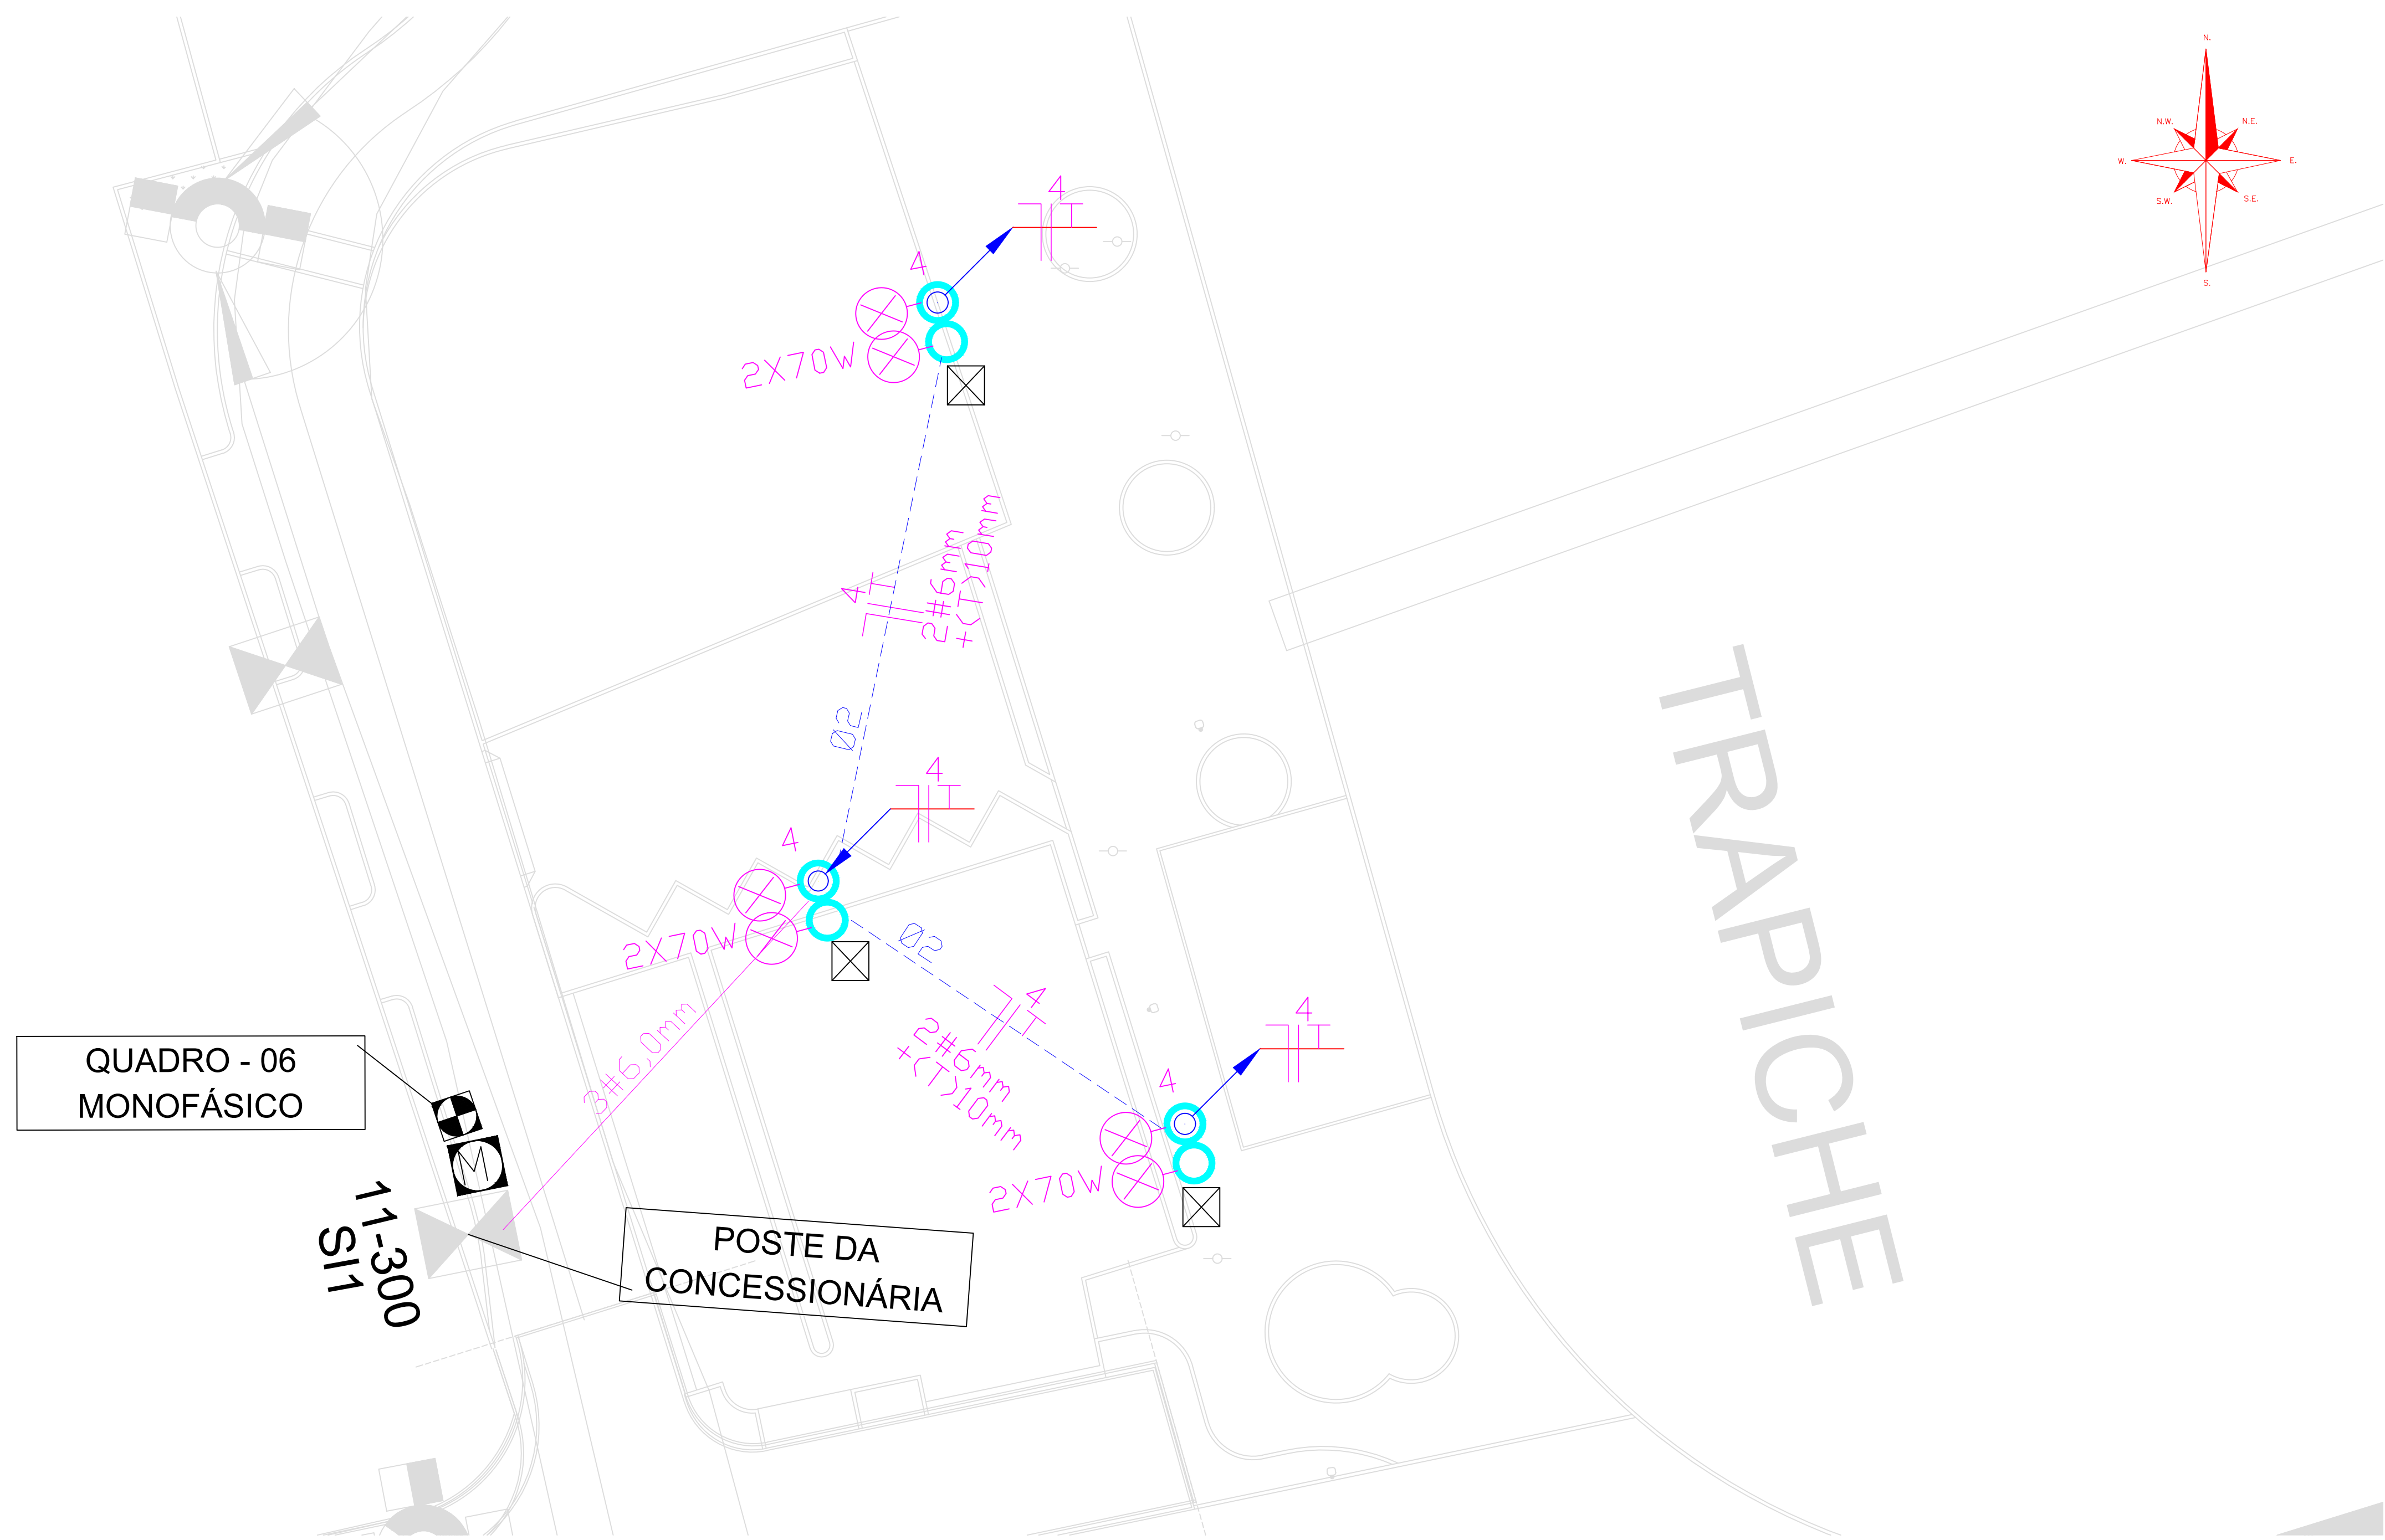 N.
N.W.
N.E.
W.
E.
S.W.
S.E.
S.
4
4
2X70W
4
2#6mm
+(T)10mm
Ø2
4
4
2X70W
Ø2
4
2#6mm
+(T)10mm
3#6,0mm
4
4
2X70W
QUADRO - 06
MONOFÁSICO
M
11-300
SI1
POSTE DA
CONCESSIONÁRIA
TRAPICHE